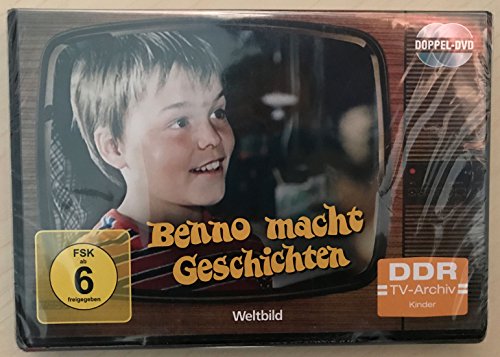 DOPPEL-DVD
Benno macht
Geschichten
FSK
ab
6
freigegeben
DDR
TV-Archiv
Kinder
Weltbild